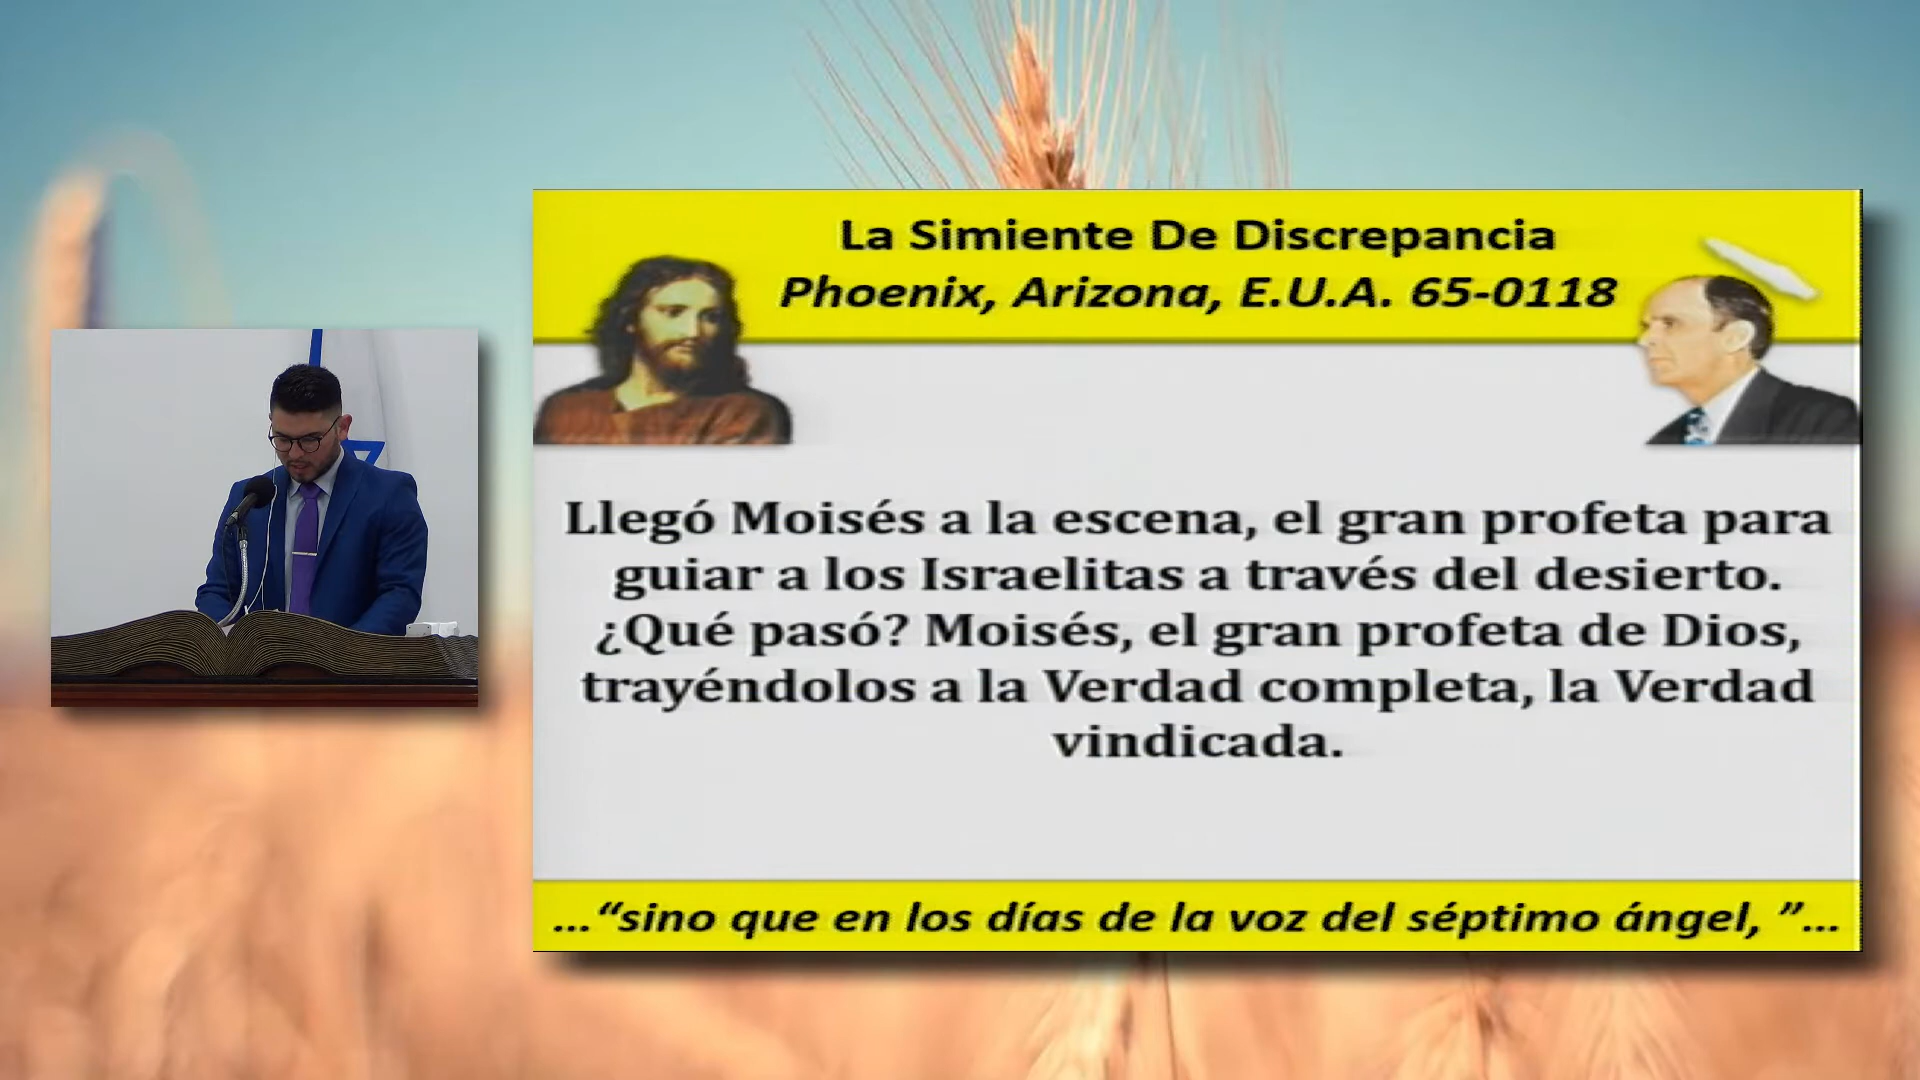 La Simiente De Discrepancia
Phoenix, Arizona, E.U.A. 65-0118
Llegó Moisés a la escena, el gran profeta para
guiar a los Israelitas a través del desierto.
¿Qué pasó? Moisés, el gran profeta de Dios,
trayéndolos a la Verdad completa, la Verdad
vindicada.
...“sino que en los días de la voz del séptimo ángel, ”...